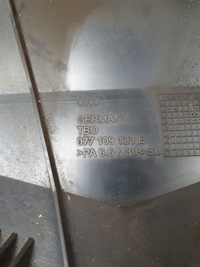 GERMANY
TBD
077 109 123 E
>PA 6.6 M30<